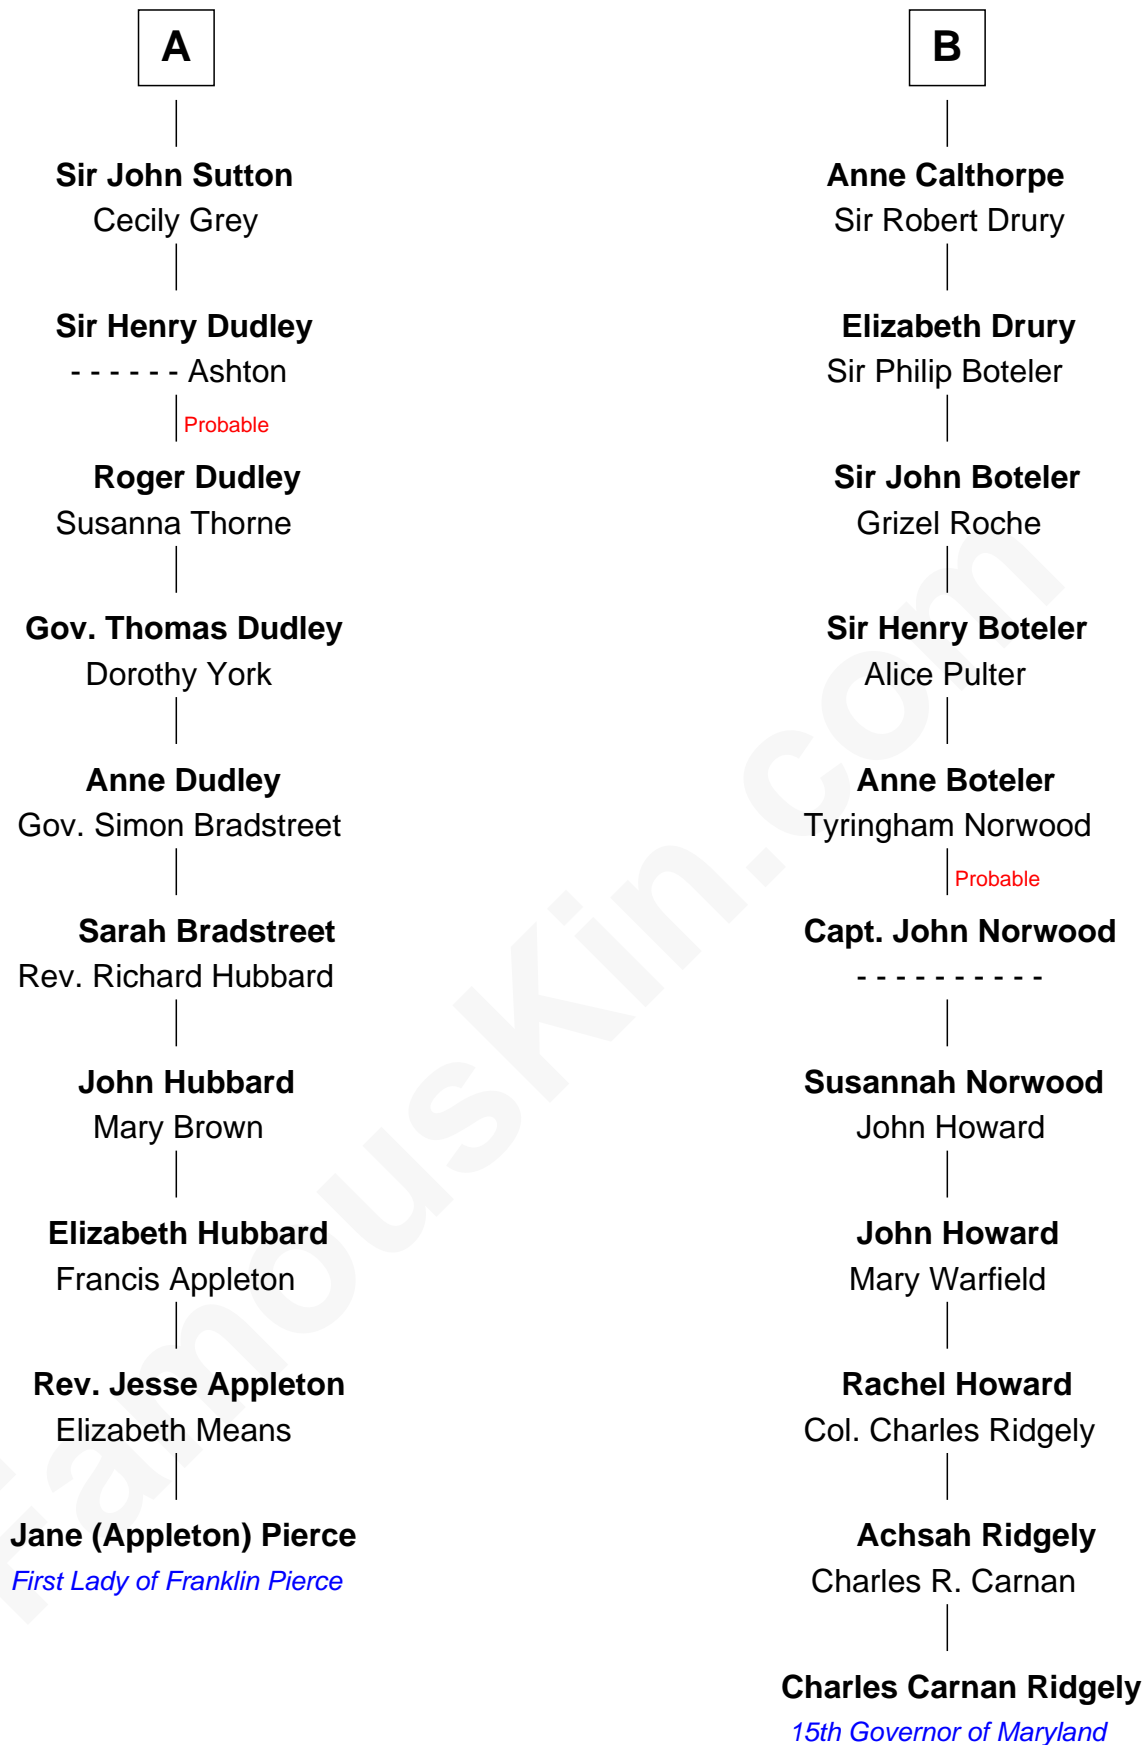 A
Sir John Sutton
Cecily Grey
Sir Henry Dudley
- - - - - - Ashton
Probable
Roger Dudley
Susanna Thorne
Gov. Thomas Dudley
Dorothy York
Anne Dudley
Gov. Simon Bradstreet
Sarah Bradstreet
Rev. Richard Hubbard
John Hubbard
Mary Brown
Elizabeth Hubbard
Francis Appleton
Rev. Jesse Appleton
Elizabeth Means
Jane (Appleton) Pierce
First Lady of Franklin Pierce
B
Anne Calthorpe
Sir Robert Drury
Elizabeth Drury
Sir Philip Boteler
Sir John Boteler
Grizel Roche
Sir Henry Boteler
Alice Pulter
Anne Boteler
Tyringham Norwood
Probable
Capt. John Norwood
- - - - - - - - - -
Susannah Norwood
John Howard
John Howard
Mary Warfield
Rachel Howard
Col. Charles Ridgely
Achsah Ridgely
Charles R. Carnan
Charles Carnan Ridgely
15th Governor of Maryland
FamousKin.com